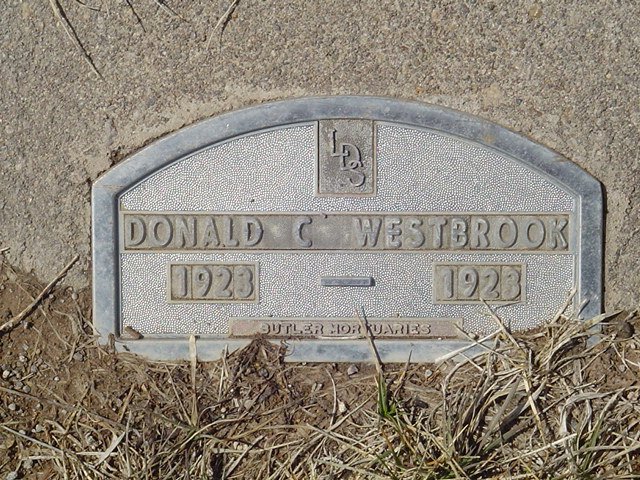 LDS
DONALD C WESTBROOK
1923 – 1923
BUTLER MORTUARIES